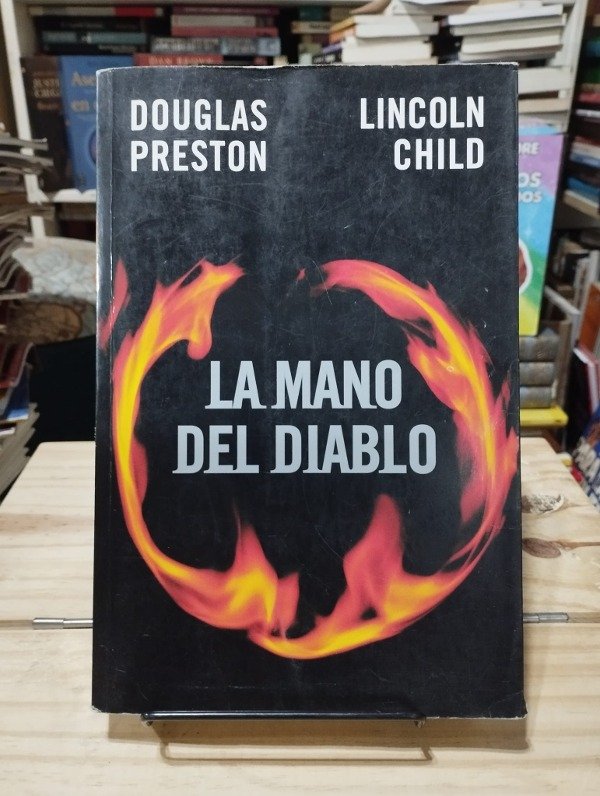 DOUGLAS
PRESTON
LINCOLN
CHILD
LA MANO
DEL DIABLO